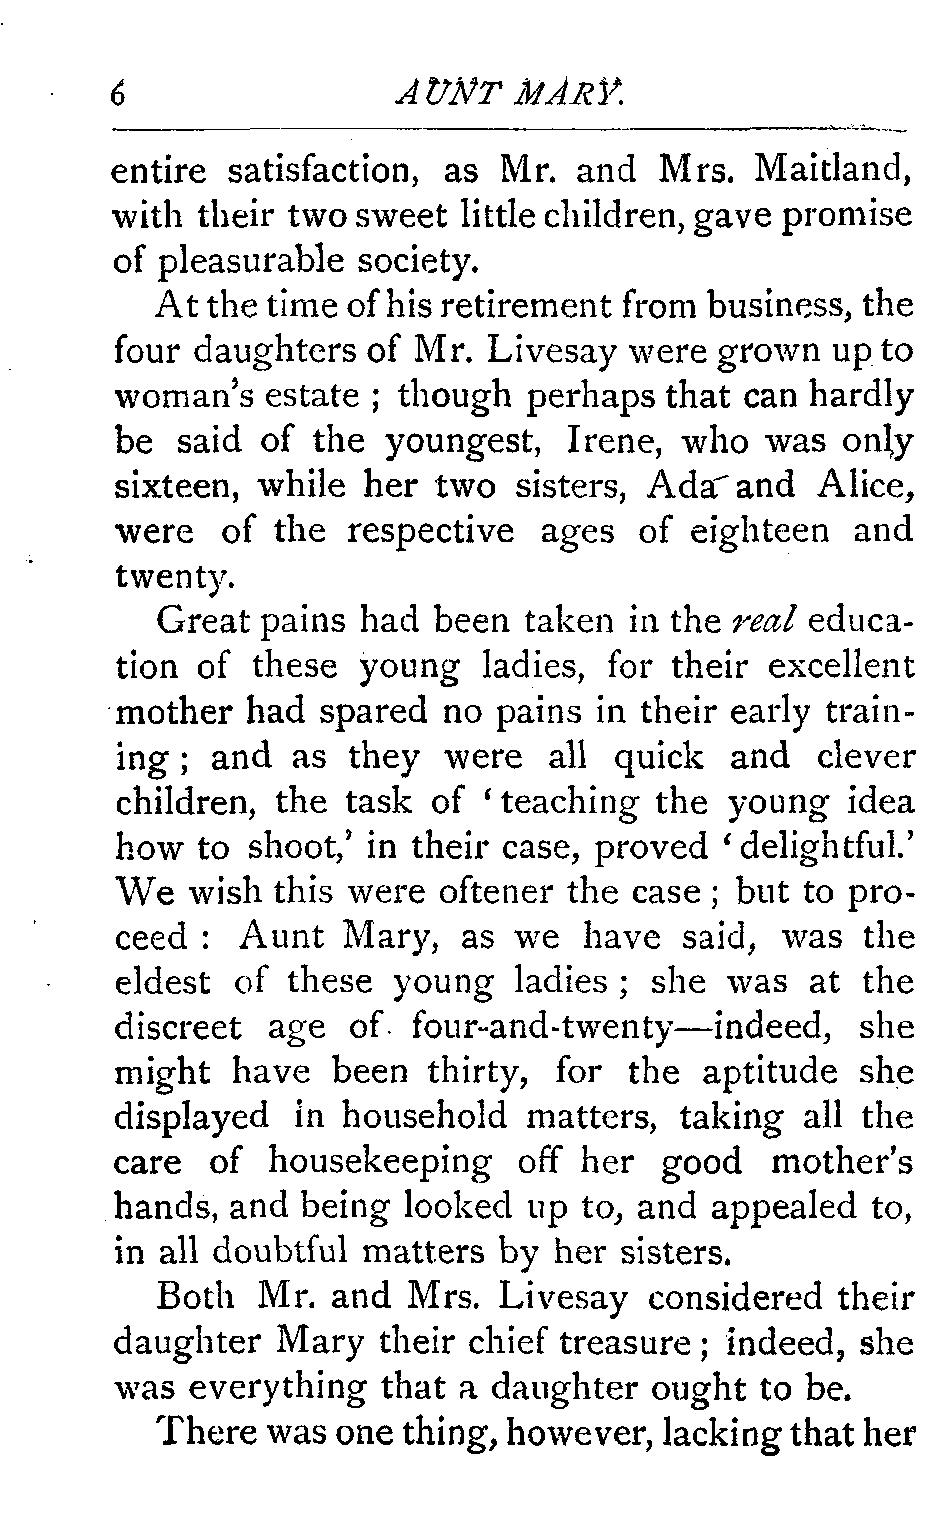 6 AUNT MARY.
entire satisfaction, as Mr. and Mrs. Maitland,
with their two sweet little children, gave promise
of pleasurable society.
At the time of his retirement from business, the
four daughters of Mr. Livesay were grown up to
woman's estate ; though perhaps that can hardly
be said of the youngest, Irene, who was only
sixteen, while her two sisters, Ada and Alice,
were of the respective ages of eighteen and
twenty.
Great pains had been taken in the real educa-
tion of these young ladies, for their excellent
mother had spared no pains in their early train-
ing ; and as they were all quick and clever
children, the task of ‘ teaching the young idea
how to shoot,’ in their case, proved ‘ delightful.’
We wish this were oftener the case ; but to pro-
ceed : Aunt Mary, as we have said, was the
eldest of these young ladies ; she was at the
discreet age of four-and-twenty—indeed, she
might have been thirty, for the aptitude she
displayed in household matters, taking all the
care of housekeeping off her good mother's
hands, and being looked up to, and appealed to,
in all doubtful matters by her sisters.
Both Mr. and Mrs. Livesay considered their
daughter Mary their chief treasure ; indeed, she
was everything that a daughter ought to be.
There was one thing, however, lacking that her